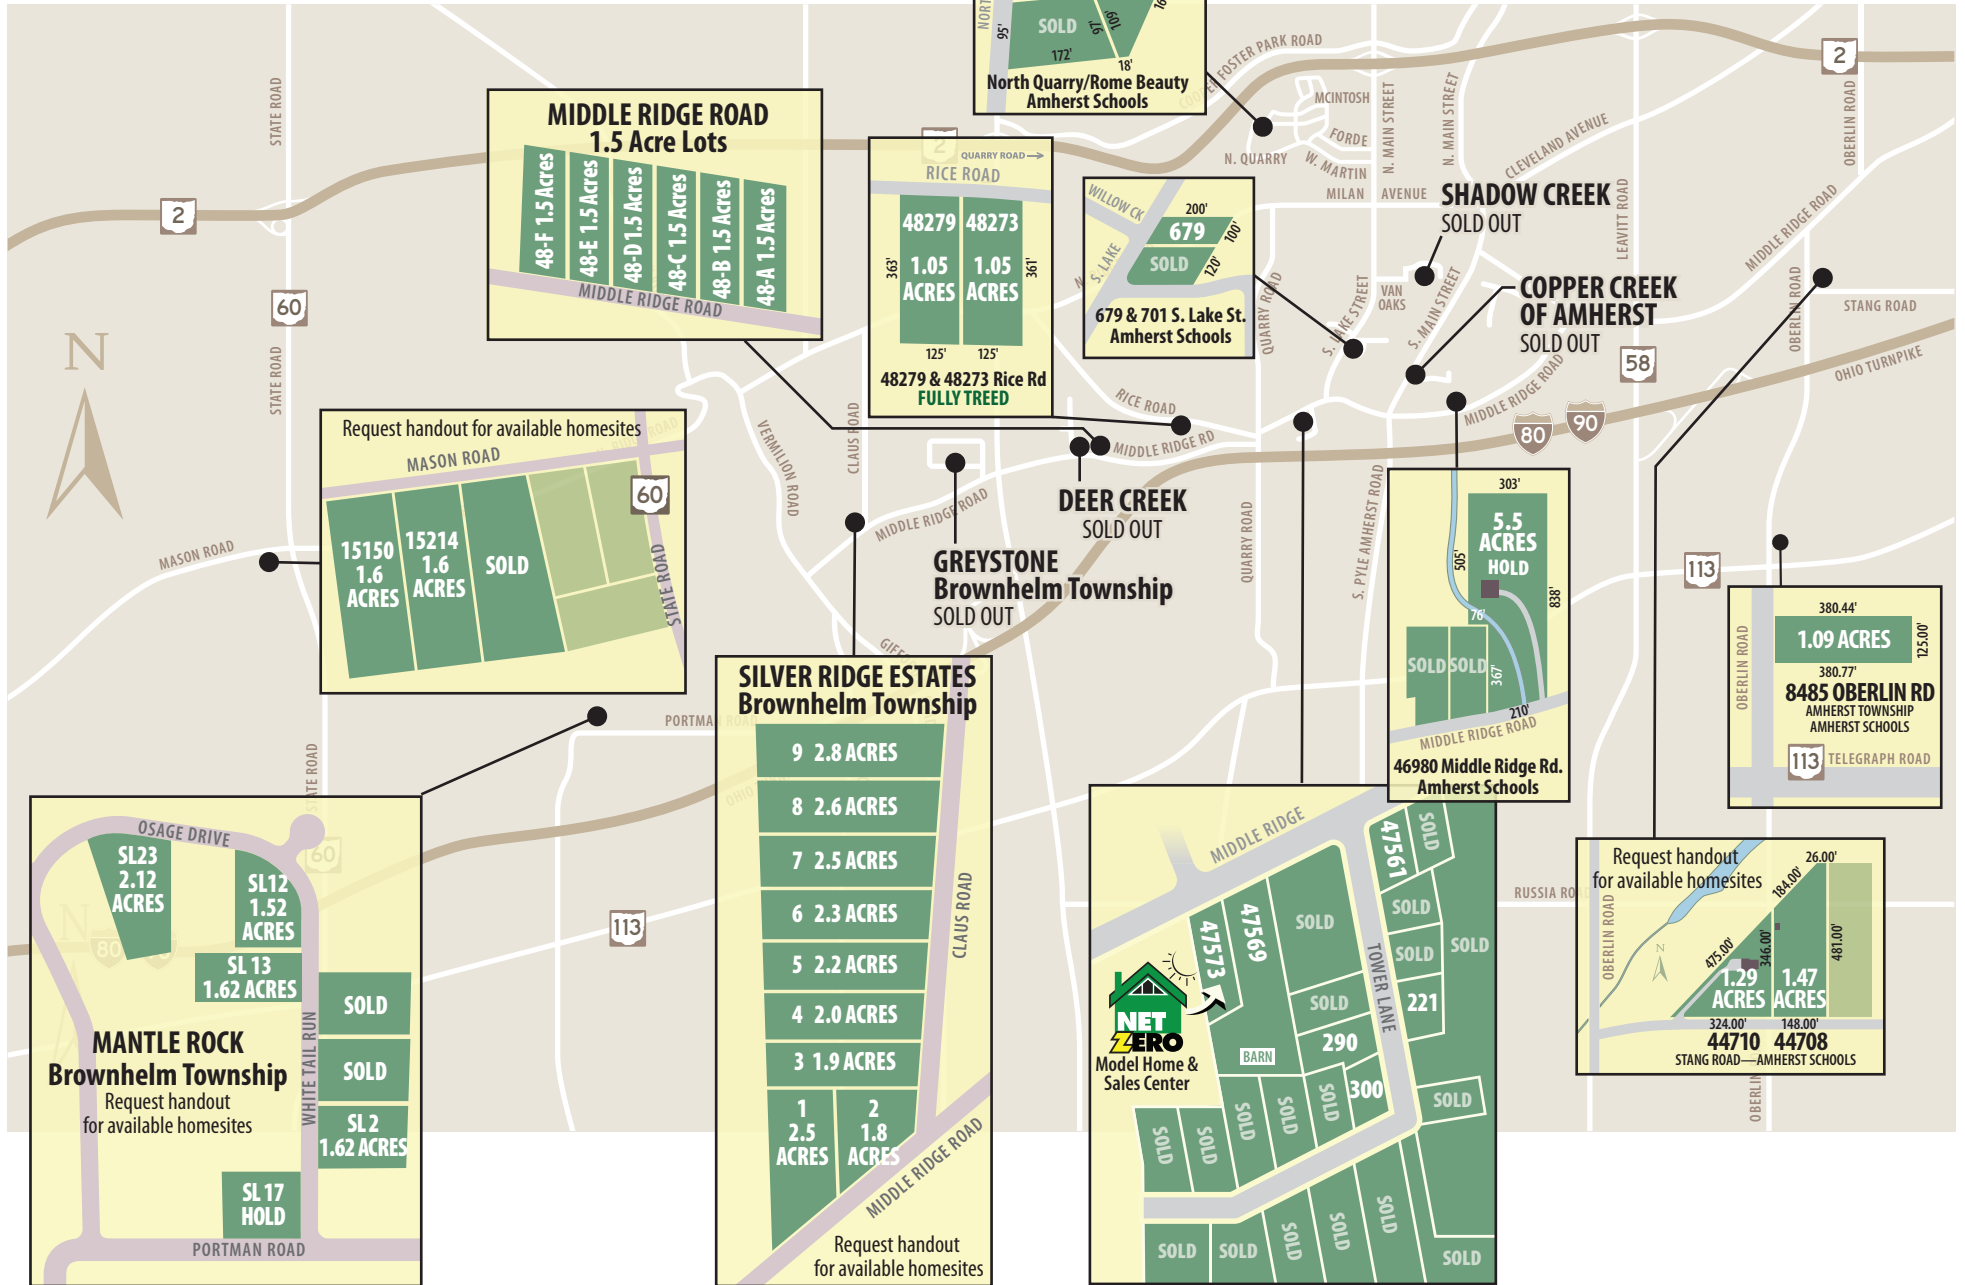 NORT
95'
SOLD
97'
109'
16
172'
18'
North Quarry/Rome Beauty
Amherst Schools
COOPER FOSTER PARK ROAD
2
OBERLIN ROAD
MCINTOSH
FORDE
W. MARTIN
N. QUARRY
N. MAIN STREET
N. MAIN STREET
CLEVELAND AVENUE
MILAN AVENUE
SHADOW CREEK
SOLD OUT
LEAVITT ROAD
MIDDLE RIDGE ROAD
STATE ROAD
2
60
STATE ROAD
N
MIDDLE RIDGE ROAD
1.5 Acre Lots
48-F 1.5 Acres
48-E 1.5 Acres
48-D 1.5 Acres
48-C 1.5 Acres
48-B 1.5 Acres
48-A 1.5 Acres
MIDDLE RIDGE ROAD
2
QUARRY ROAD
RICE ROAD
48279
48273
363'
1.05
ACRES
1.05
ACRES
361'
125'
125'
48279 & 48273 Rice Rd
FULLY TREED
WILLOW CK
N
S. LAKE
200'
679
100'
SOLD
120'
679 & 701 S. Lake St.
Amherst Schools
QUARRY ROAD
S. LAKE STREET
VAN
OAKS
S. MAIN STREET
COPPER CREEK
OF AMHERST
SOLD OUT
58
OBERLIN ROAD
STANG ROAD
OHIO TURNPIKE
80
90
MIDDLE RIDGE ROAD
RICE ROAD
MIDDLE RIDGE RD
CLAUS ROAD
VERMILION ROAD
MIDDLE RIDGE ROAD
DEER CREEK
SOLD OUT
GREYSTONE
Brownhelm Township
SOLD OUT
QUARRY ROAD
S. PYLE AMHERST ROAD
Request handout for available homesites
MASON ROAD
60
15150
1.6
ACRES
15214
1.6
ACRES
SOLD
STATE ROAD
MASON ROAD
303'
5.5
ACRES
HOLD
505'
838'
76'
SOLD
SOLD
367'
210'
MIDDLE RIDGE ROAD
46980 Middle Ridge Rd.
Amherst Schools
113
OBERLIN ROAD
380.44'
1.09 ACRES
125.00'
380.77'
8485 OBERLIN RD
AMHERST TOWNSHIP
AMHERST SCHOOLS
113
TELEGRAPH ROAD
GIFF
PORTMAN ROAD
OHIO
SILVER RIDGE ESTATES
Brownhelm Township
9 2.8 ACRES
8 2.6 ACRES
7 2.5 ACRES
6 2.3 ACRES
5 2.2 ACRES
4 2.0 ACRES
3 1.9 ACRES
1
2.5
ACRES
2
1.8
ACRES
CLAUS ROAD
MIDDLE RIDGE ROAD
Request handout
for available homesites
STATE ROAD
60
OSAGE DRIVE
SL23
2.12
ACRES
SL12
1.52
ACRES
N
80
SL 13
1.62 ACRES
SOLD
SOLD
SL 2
1.62 ACRES
WHITE TAIL RUN
MANTLE ROCK
Brownhelm Township
Request handout
for available homesites
SL 17
HOLD
PORTMAN ROAD
113
MIDDLE RIDGE
47561
SOLD
SOLD
SOLD
SOLD
221
TOWER LANE
47573
47569
SOLD
SOLD
290
300
BARN
NET
ZERO
Model Home &
Sales Center
SOLD
SOLD
SOLD
SOLD
SOLD
SOLD
SOLD
SOLD
SOLD
SOLD
SOLD
SOLD
RUSSIA RO
Request handout
for available homesites
26.00'
184.00'
OBERLIN ROAD
N
475.00'
346.00'
481.00'
1.29
ACRES
1.47
ACRES
324.00'
148.00'
44710 44708
STANG ROAD—AMHERST SCHOOLS
OBERLIN